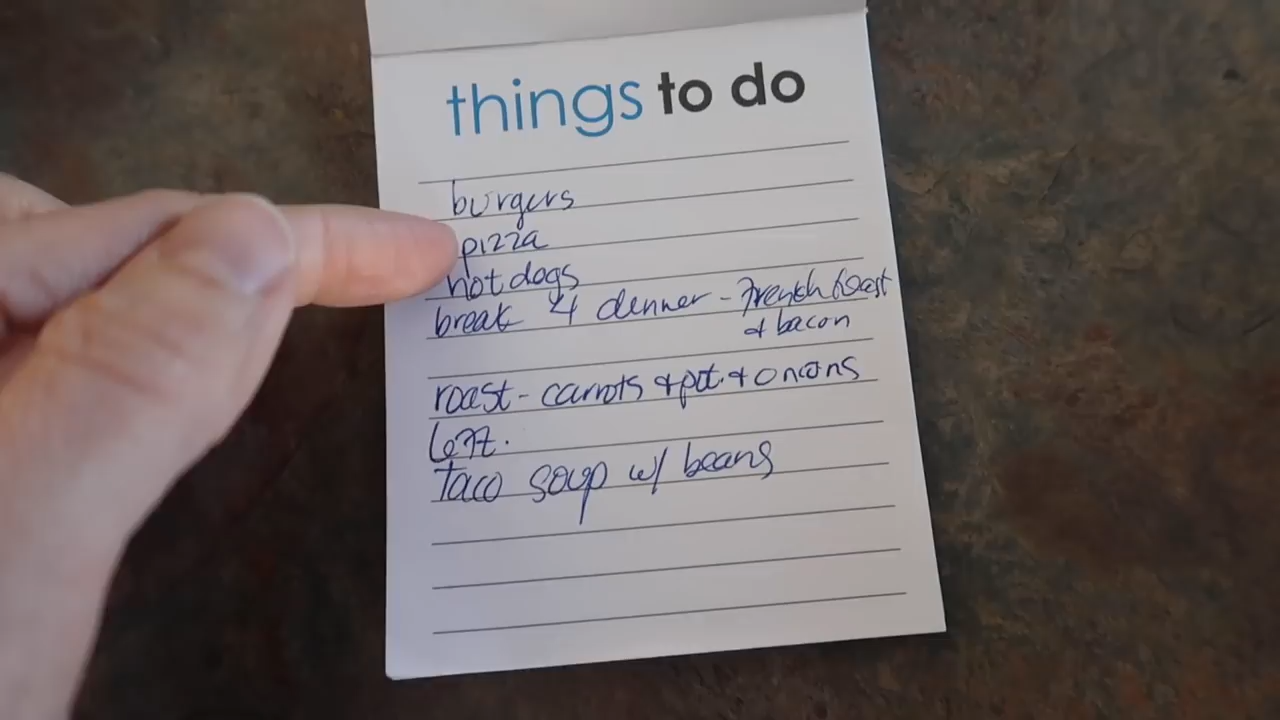 things to do
burgers
pizza
hot dogs
break 4 dinner - French toast
& bacon
roast - carrots & pot. & onions
left.
Taco soup w/ beans